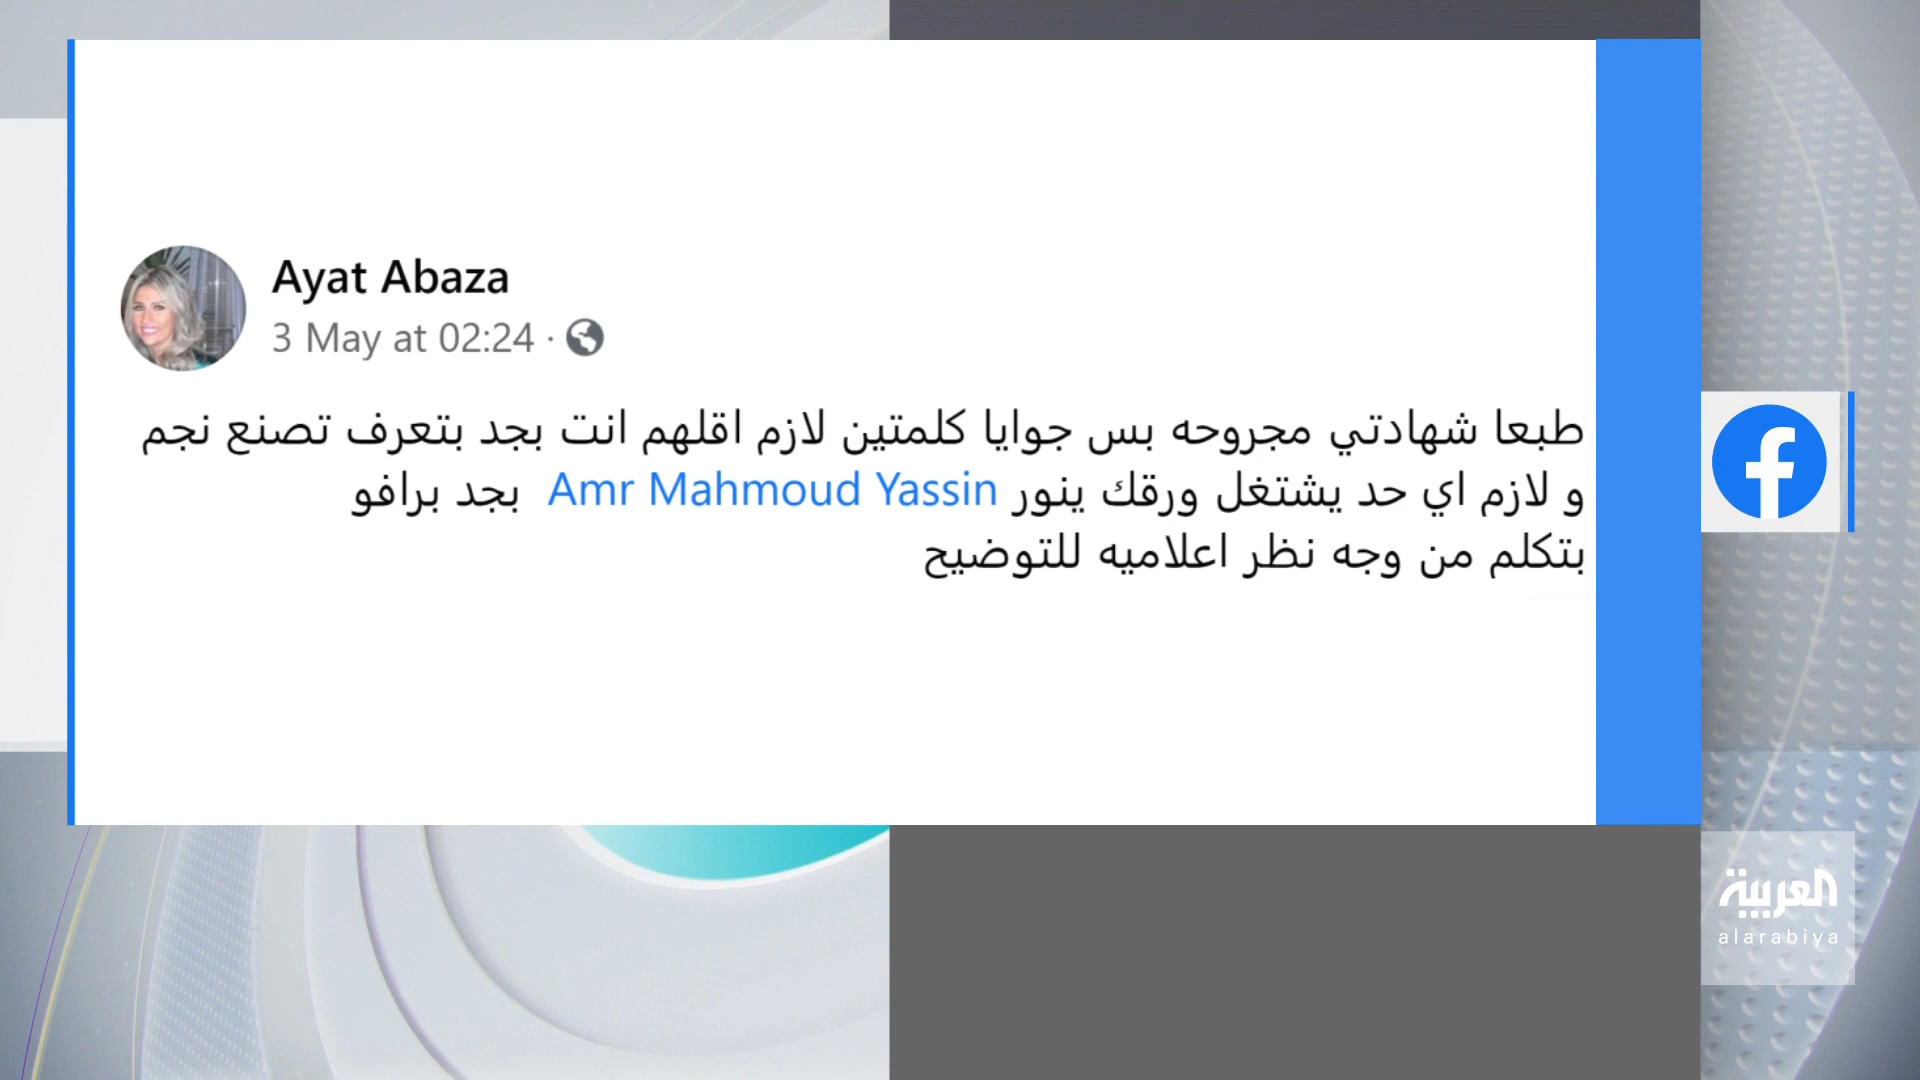 Ayat Abaza
3 May at 02:24 ·
طبعا شهادتي مجروحه بس جوايا كلمتين لازم اقلهم انت بجد بتعرف تصنع نجم
و لازم اي حد يشتغل ورقك ينور Amr Mahmoud Yassin بجد برافو
بتكلم من وجه نظر اعلاميه للتوضيح
العربية
alarabiya